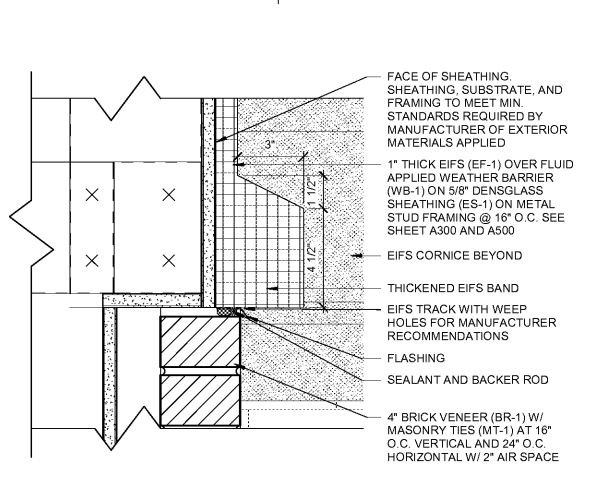 FACE OF SHEATHING.
SHEATHING, SUBSTRATE, AND
FRAMING TO MEET MIN.
STANDARDS REQUIRED BY
MANUFACTURER OF EXTERIOR
MATERIALS APPLIED
3"
1" THICK EIFS (EF-1) OVER FLUID
APPLIED WEATHER BARRIER
(WB-1) ON 5/8" DENSGLASS
SHEATHING (ES-1) ON METAL
STUD FRAMING @ 16" O.C. SEE
SHEET A300 AND A500
1 1/2"
EIFS CORNICE BEYOND
4 1/2"
THICKENED EIFS BAND
EIFS TRACK WITH WEEP
HOLES FOR MANUFACTURER
RECOMMENDATIONS
FLASHING
SEALANT AND BACKER ROD
4" BRICK VENEER (BR-1) W/
MASONRY TIES (MT-1) AT 16"
O.C. VERTICAL AND 24" O.C.
HORIZONTAL W/ 2" AIR SPACE